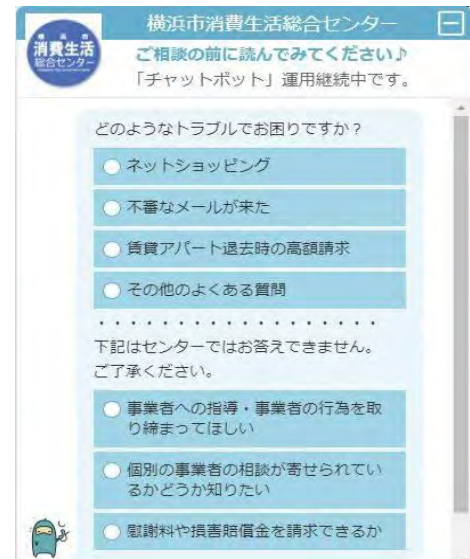 横浜市消費生活総合センター
横浜市
消費生活
総合センター
ご相談の前に読んでみてください♪
「チャットボット」運用継続中です。
どのようなトラブルでお困りですか？
ネットショッピング
不審なメールが来た
賃貸アパート退去時の高額請求
その他のよくある質問
・・・・・・・・・・・・・・・・・・
下記はセンターではお答えできません。
ご了承ください。
事業者への指導・事業者の行為を取
り締まってほしい
個別の事業者の相談が寄せられてい
るかどうか知りたい
慰謝料や損害賠償金を請求できるか